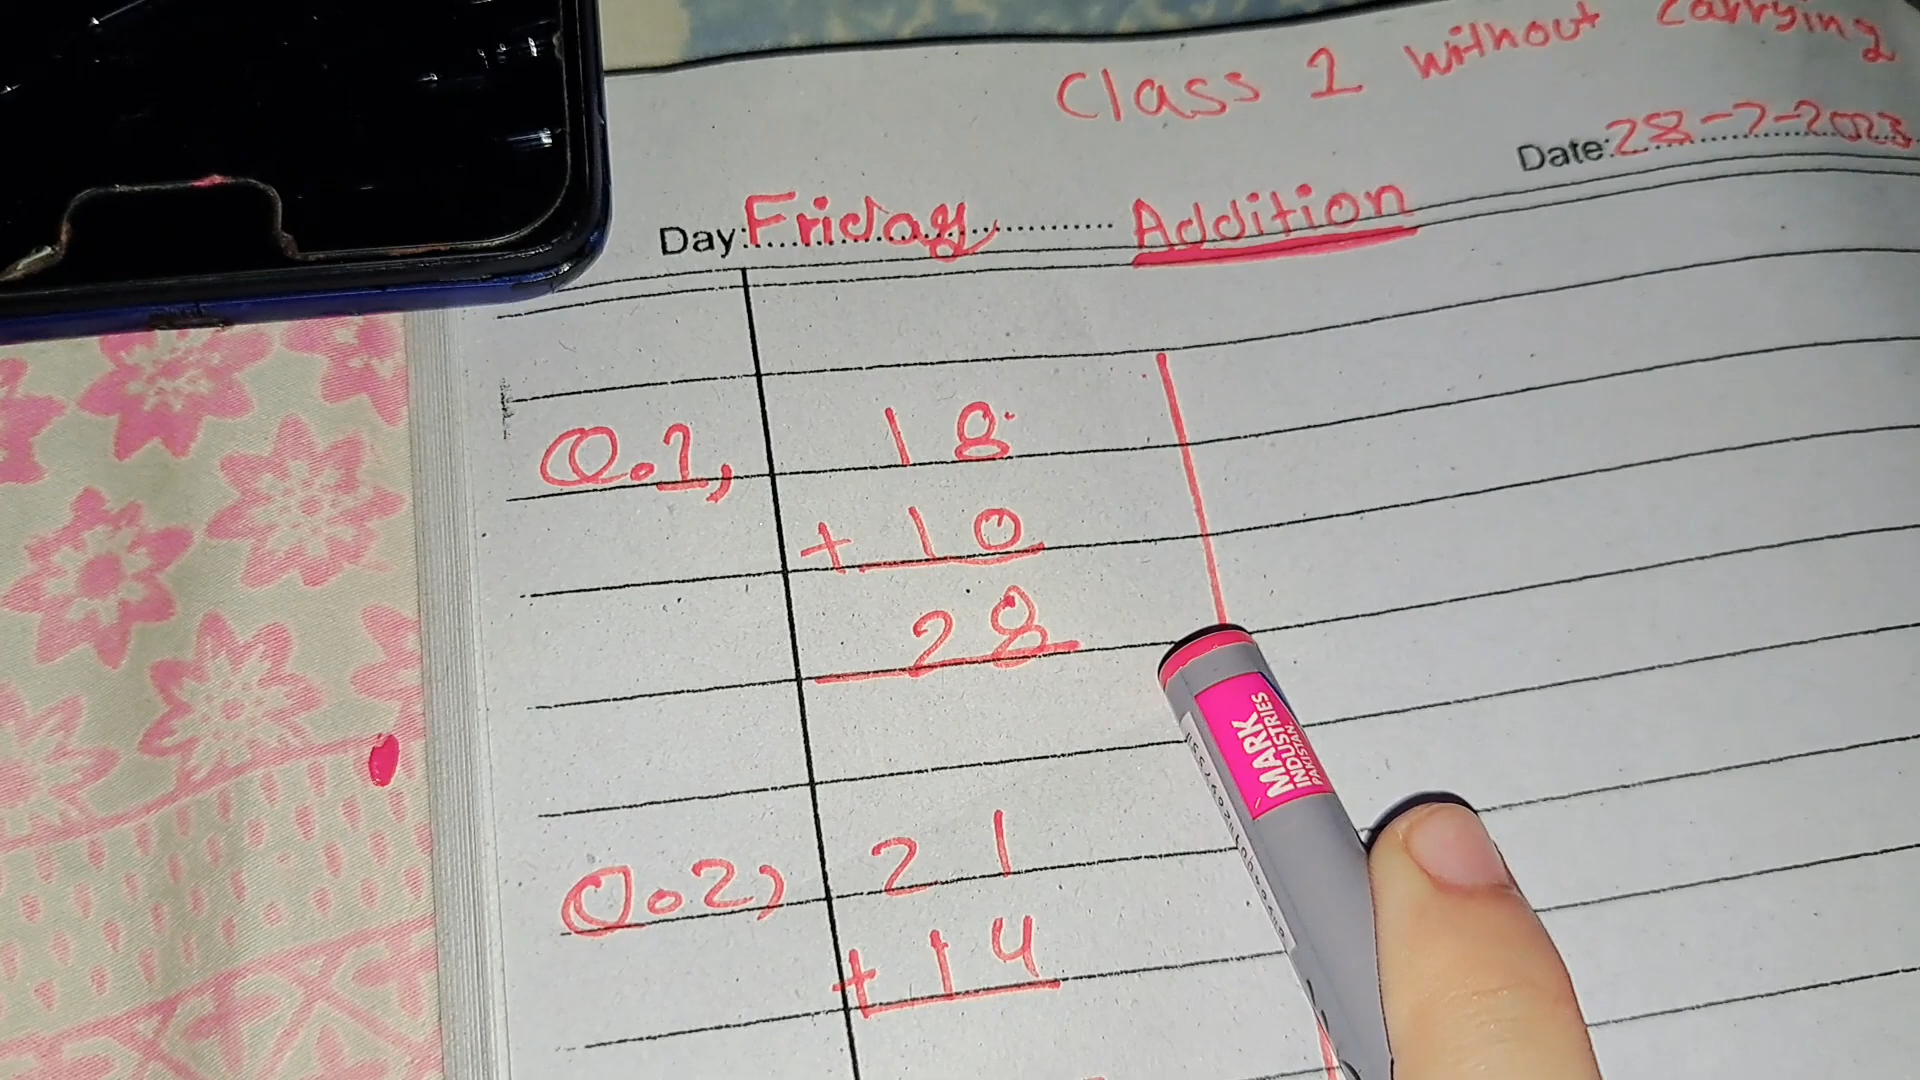 Class 1 without carrying
Date: 28-7-2023
Day: Friday Addition
Q.1, 18
+ 10
28
Q.2) 21
+ 14
MARK
INDUSTRIES
PAKISTAN.